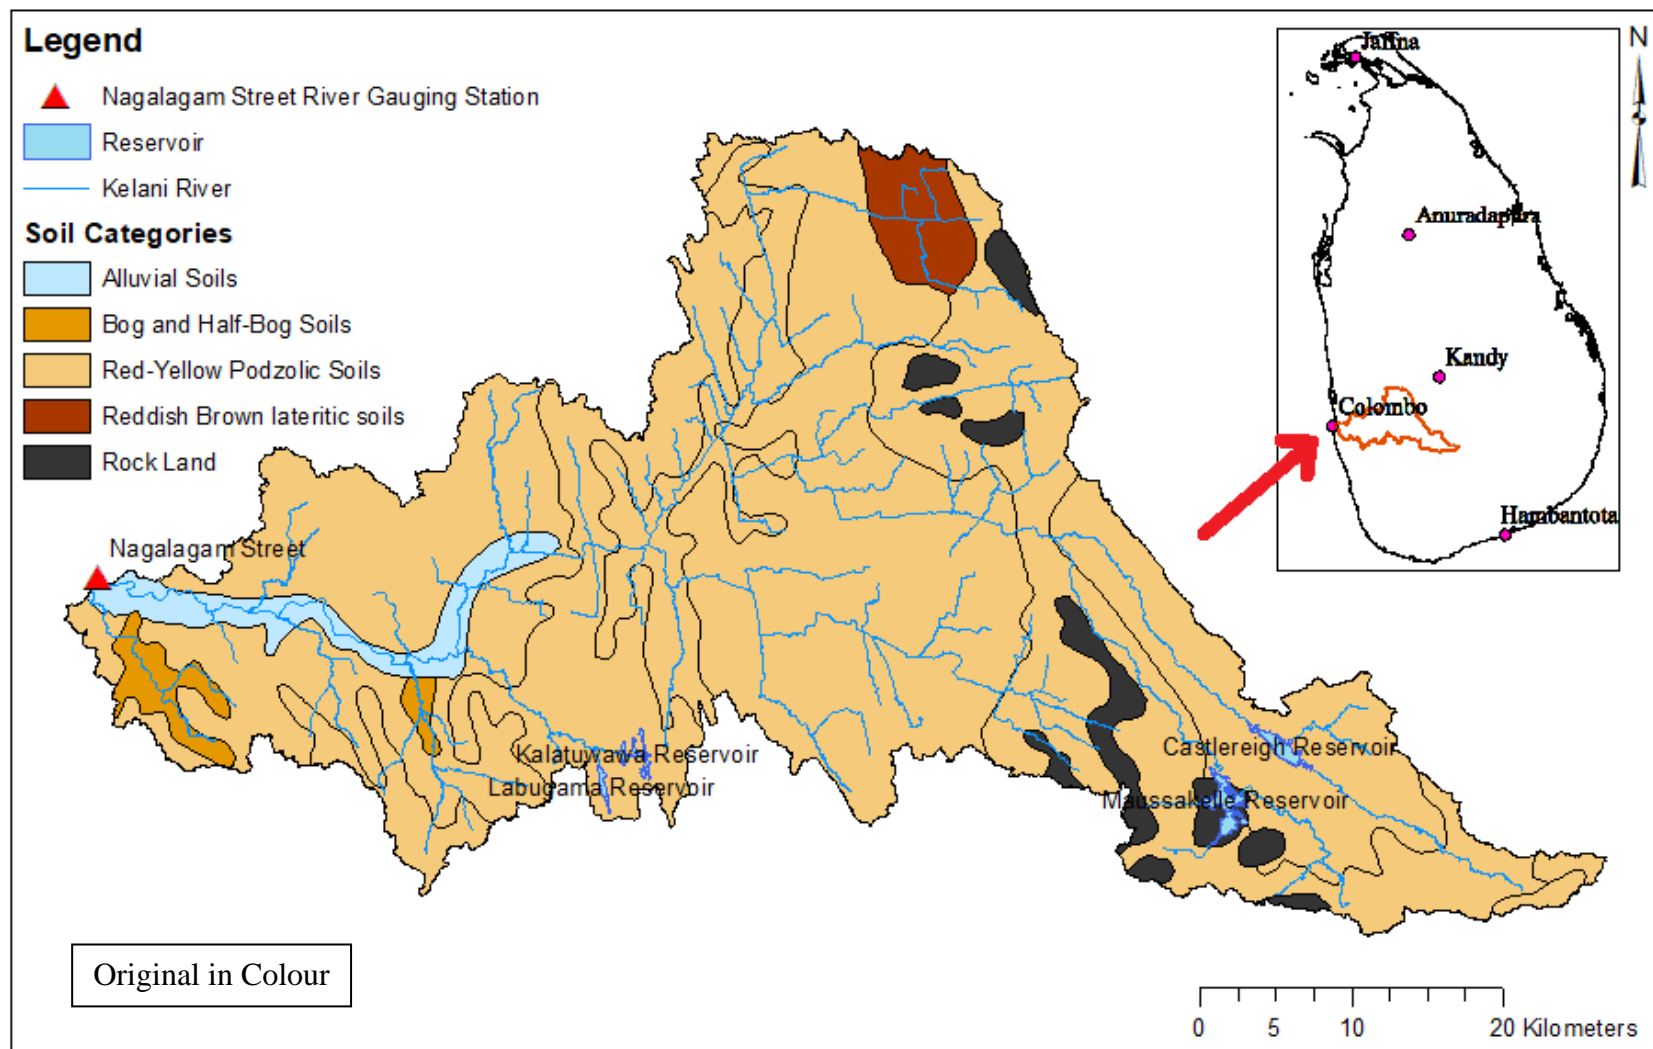 Legend
Nagalagam Street River Gauging Station
Reservoir
Kelani River
Soil Categories
Alluvial Soils
Bog and Half-Bog Soils
Red-Yellow Podzolic Soils
Reddish Brown lateritic soils
Rock Land
N
Jaffna
Anuradapura
Kandy
Colombo
Hambantota
Nagalagam Street
Kalatuwawa Reservoir
Labugama Reservoir
Castlereigh Reservoir
Maussakelle Reservoir
Original in Colour
0 5 10 20 Kilometers